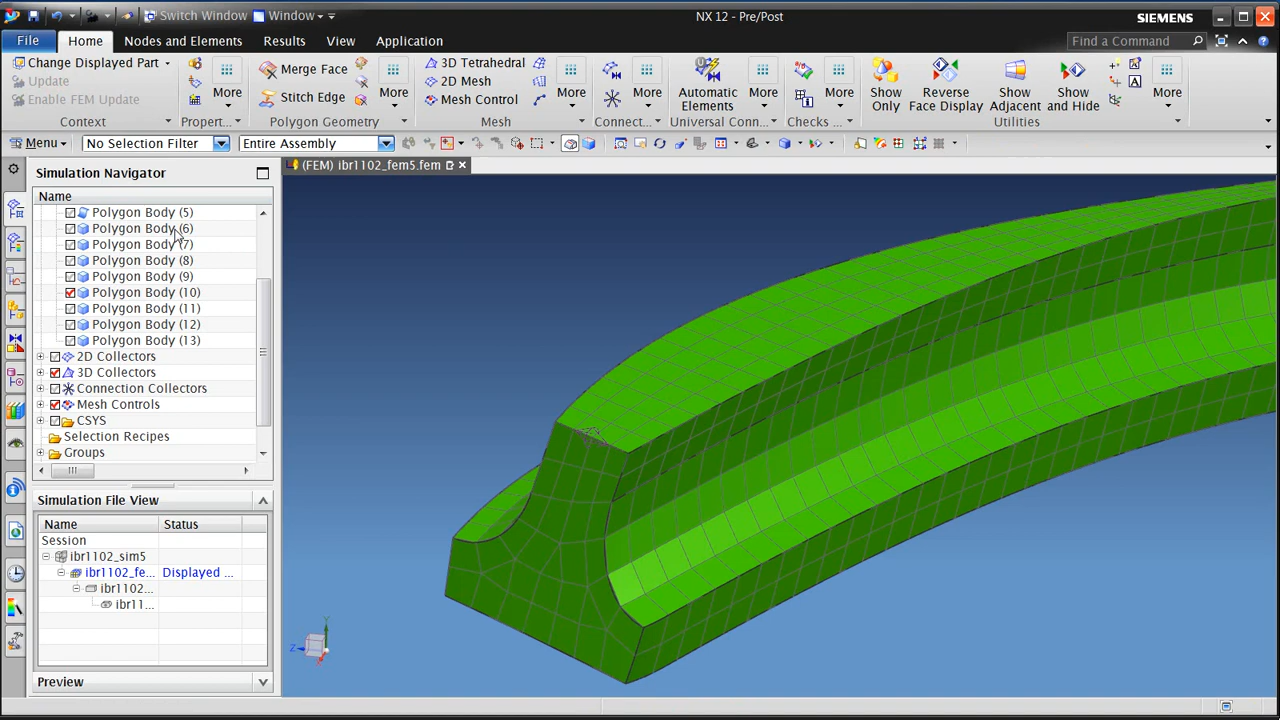 Switch Window Window
NX 12 - Pre/Post
SIEMENS
File Home Nodes and Elements Results View Application
Find a Command
Change Displayed Part
Update
Enable FEM Update
Context
More
Property...
Merge Face
Stitch Edge
More
Polygon Geometry
3D Tetrahedral
2D Mesh
Mesh Control
More
Mesh
More
Connect...
Automatic
Elements
More
Universal Conn...
More
Checks ...
Show
Only
Reverse
Face Display
Show
Adjacent
Show
and Hide
More
Utilities
Menu
No Selection Filter
Entire Assembly
Simulation Navigator
(FEM) ibr1102_fem5.fem
Name
Polygon Body (5)
Polygon Body (6)
Polygon Body (7)
Polygon Body (8)
Polygon Body (9)
Polygon Body (10)
Polygon Body (11)
Polygon Body (12)
Polygon Body (13)
2D Collectors
3D Collectors
Connection Collectors
Mesh Controls
CSYS
Selection Recipes
Groups
Simulation File View
Name Status
Session
ibr1102_sim5
ibr1102_fe... Displayed ...
ibr1102...
ibr11...
Preview
Y
Z